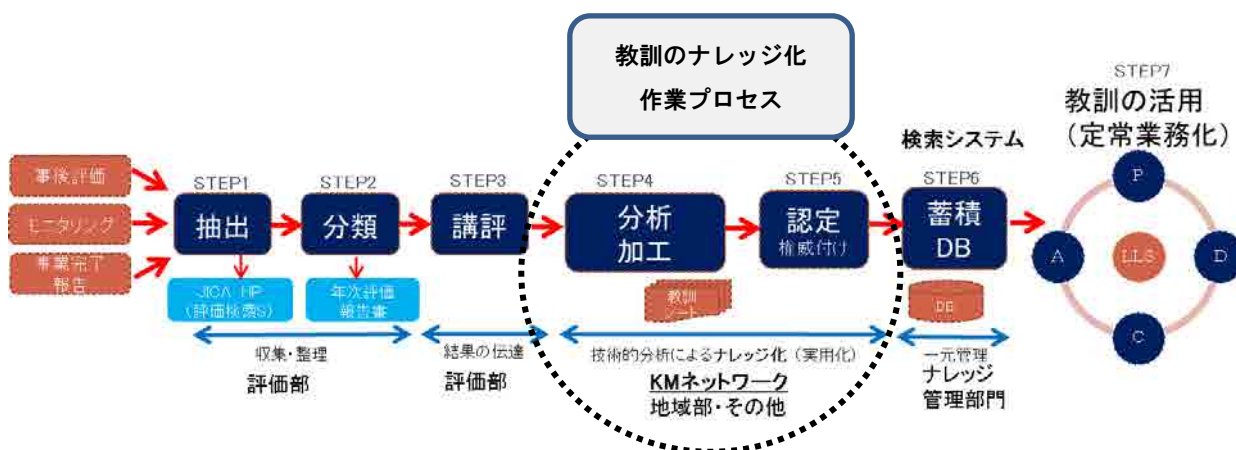 教訓のナレッジ化
作業プロセス
事後評価
モニタリング
事業完了
報告
STEP1
抽出
JICA HP
(評価検索S)
STEP2
分類
年次評価
報告書
収集・整理
評価部
STEP3
講評
結果の伝達
評価部
STEP4
分析
加工
教訓
シート
STEP5
認定
権威付け
技術的分析によるナレッジ化（実用化）
KMネットワーク
地域部・その他
検索システム
STEP6
蓄積
DB
DB
一元管理
ナレッジ
管理部門
STEP7
教訓の活用
（定常業務化）
P
A
LLS
D
C